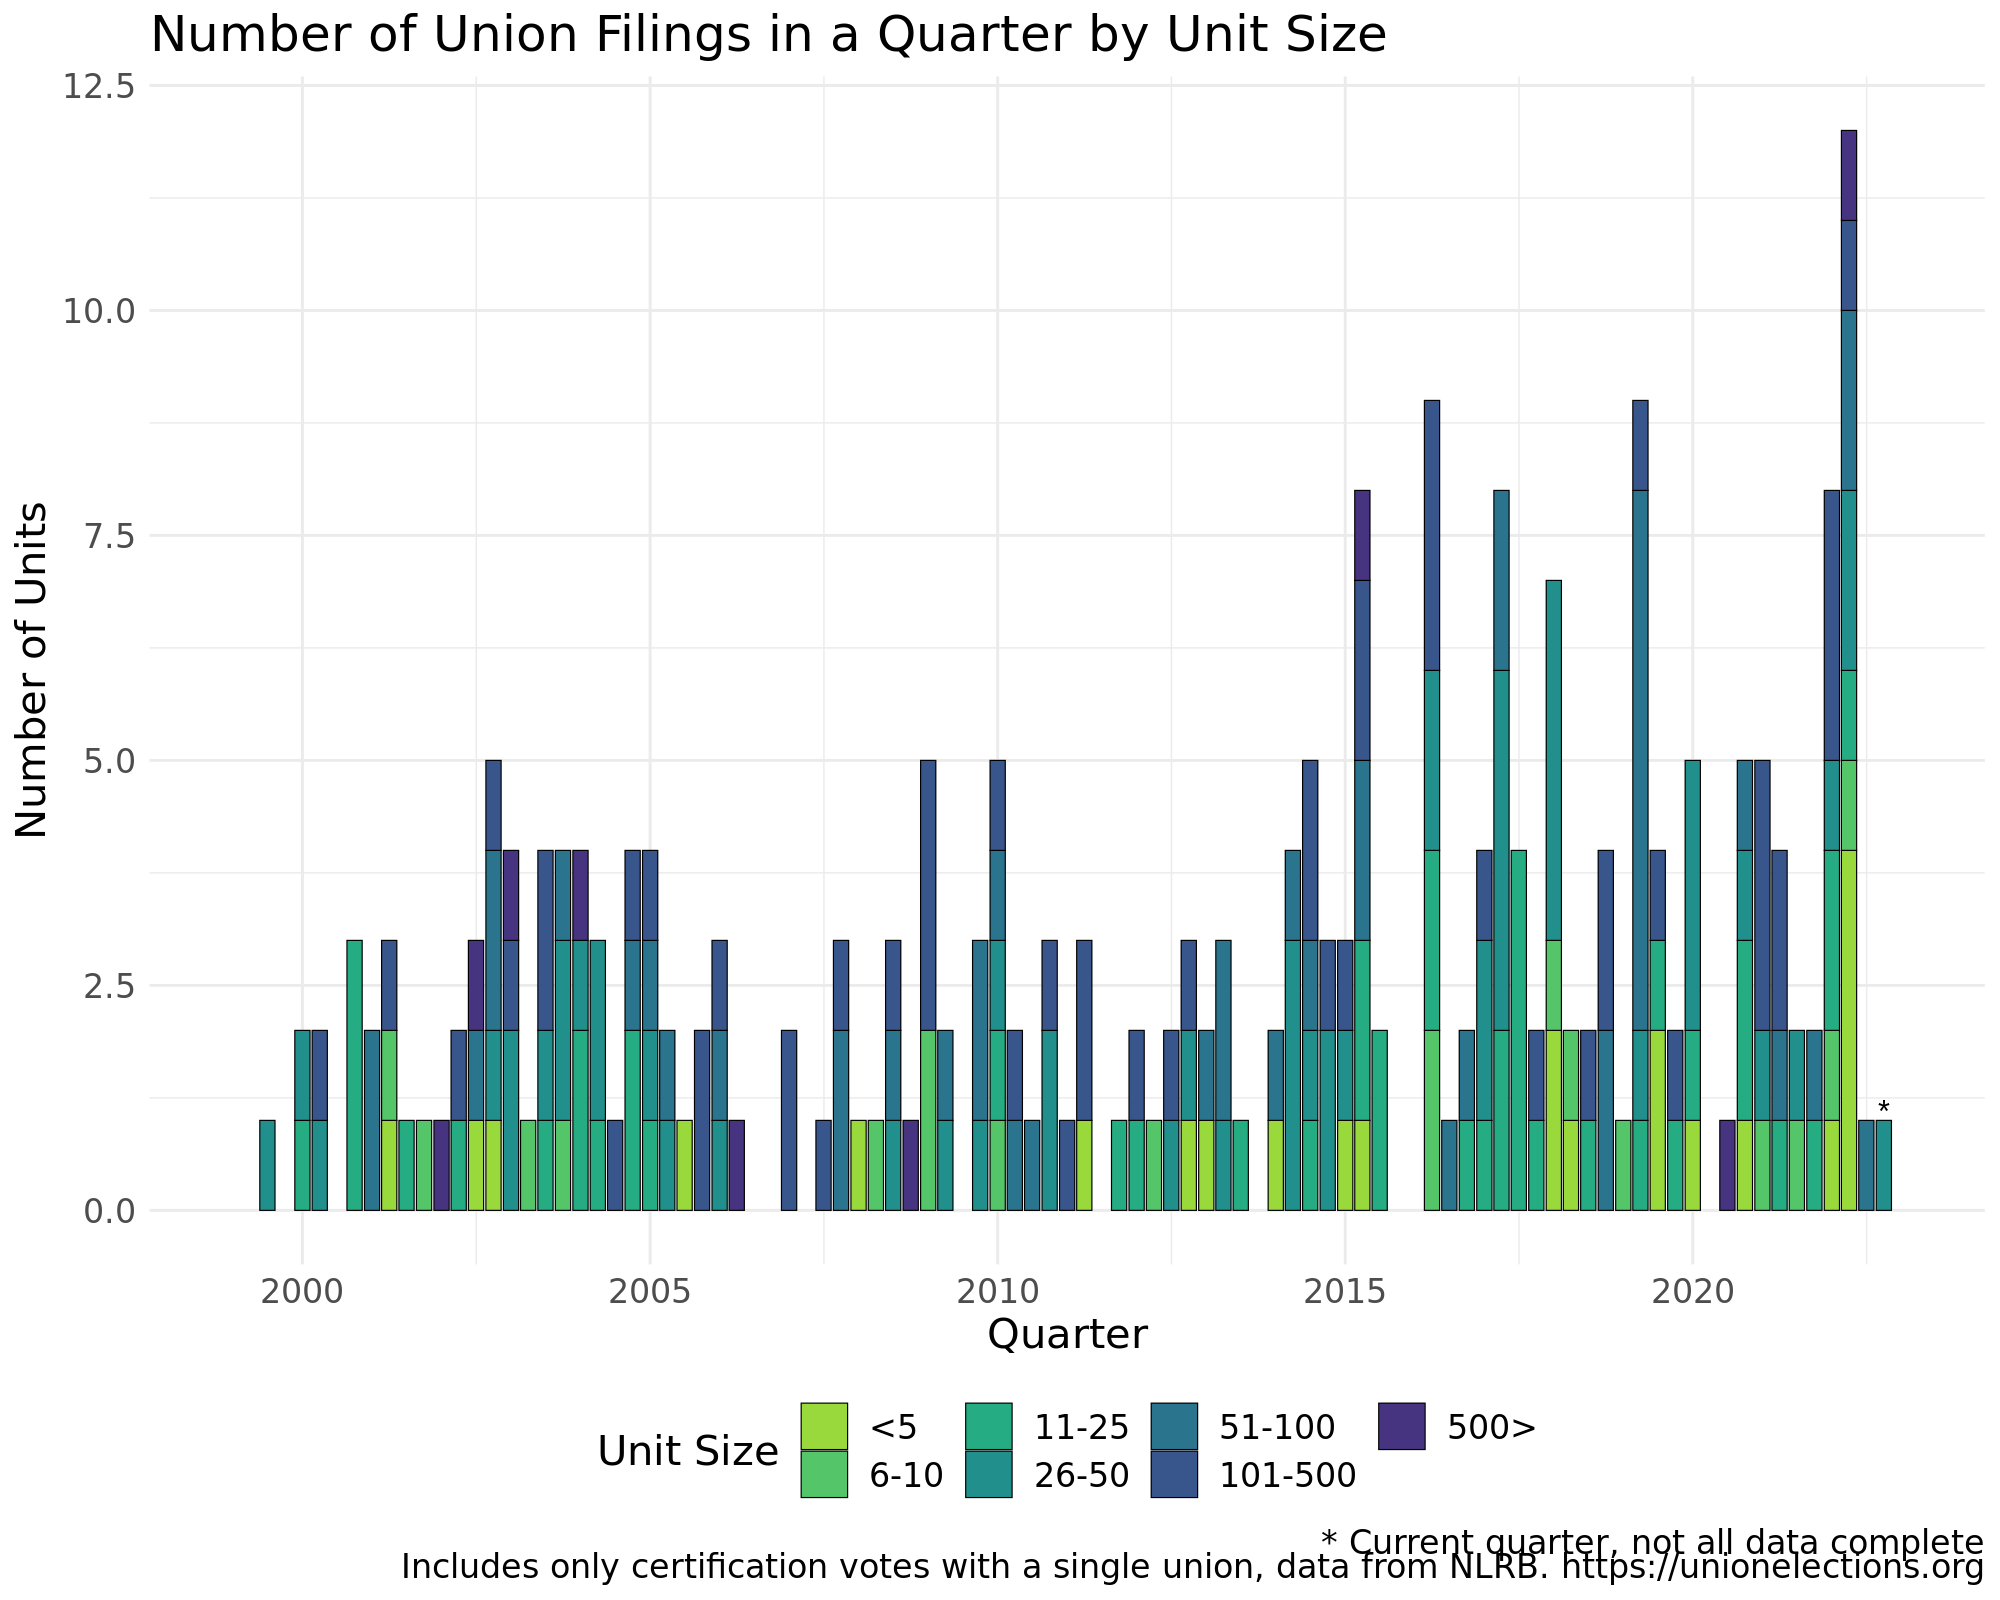 Number of Union Filings in a Quarter by Unit Size
Number of Units
12.5
10.0
7.5
5.0
2.5
0.0
*
2000 2005 2010 2015 2020
Quarter
Unit Size
<5 11-25 51-100 500>
6-10 26-50 101-500
* Current quarter, not all data complete
Includes only certification votes with a single union, data from NLRB. https://unionelections.org